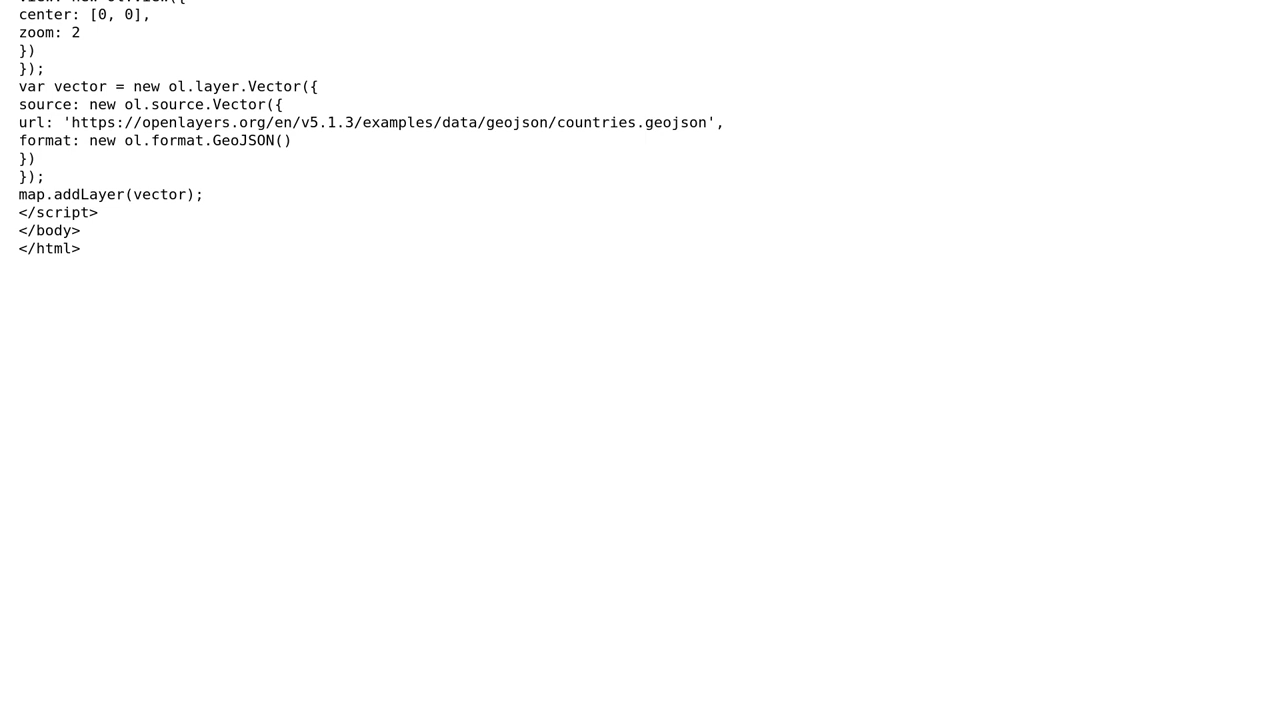 center: [0, 0],
zoom: 2
})
});
var vector = new ol.layer.Vector({
source: new ol.source.Vector({
url: 'https://openlayers.org/en/v5.1.3/examples/data/geojson/countries.geojson',
format: new ol.format.GeoJSON()
})
});
map.addLayer(vector);
</script>
</body>
</html>